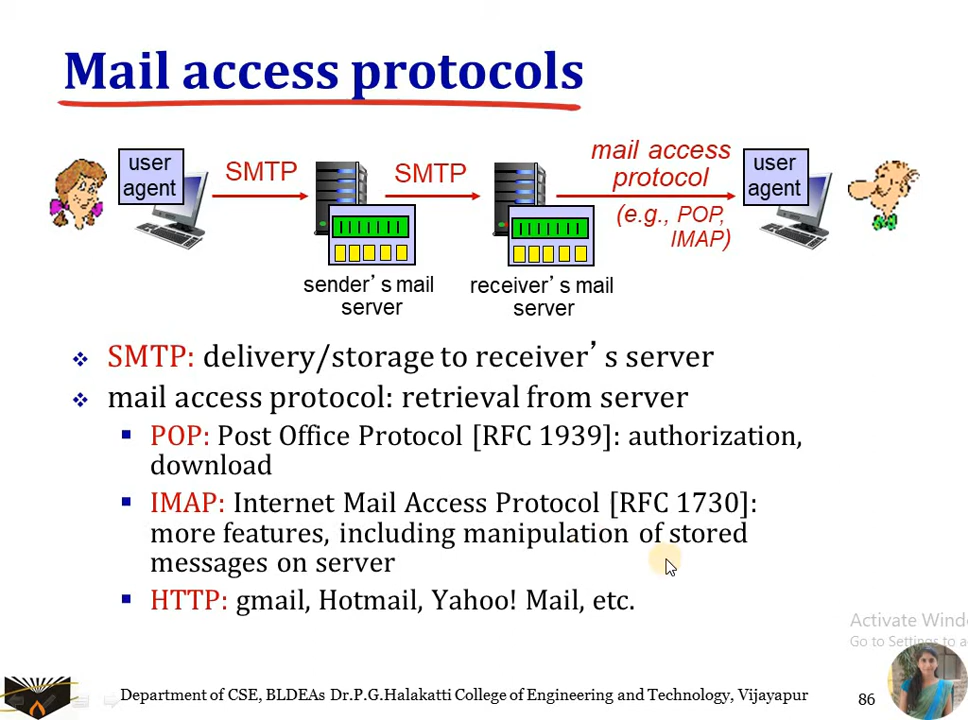 Mail access protocols
user
agent
SMTP
SMTP
mail access
protocol
(e.g., POP,
IMAP)
user
agent
sender’s mail
server
receiver’s mail
server
SMTP: delivery/storage to receiver’s server
mail access protocol: retrieval from server
POP: Post Office Protocol [RFC 1939]: authorization,
download
IMAP: Internet Mail Access Protocol [RFC 1730]:
more features, including manipulation of stored
messages on server
HTTP: gmail, Hotmail, Yahoo! Mail, etc.
Activate Wind
Go to Settings to a
Department of CSE, BLDEAs Dr.P.G.Halakatti College of Engineering and Technology, Vijayapur
86